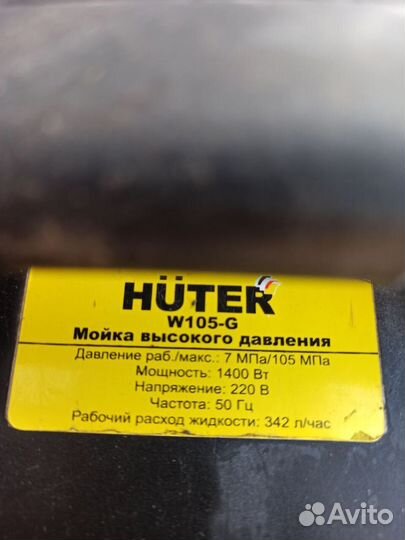 HÜTER
W105-G
Мойка высокого давления
Давление раб./макс.: 7 МПа/105 МПа
Мощность: 1400 Вт
Напряжение: 220 В
Частота: 50 Гц
Рабочий расход жидкости: 342 л/час
Avito